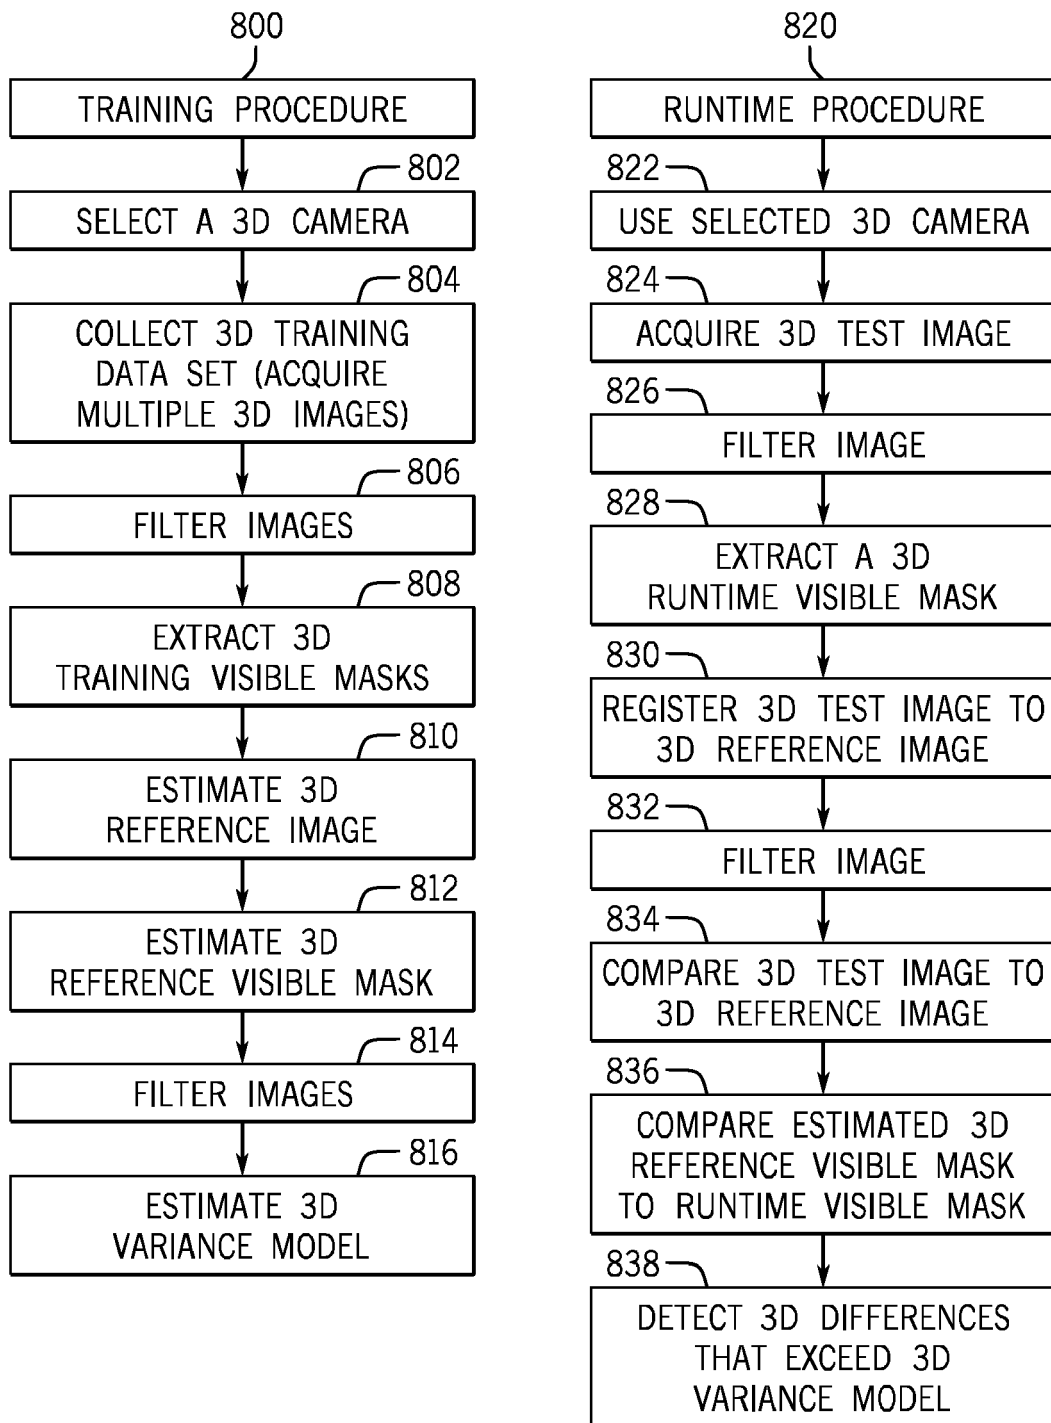 800
TRAINING PROCEDURE
802
SELECT A 3D CAMERA
804
COLLECT 3D TRAINING
DATA SET (ACQUIRE
MULTIPLE 3D IMAGES)
806
FILTER IMAGES
808
EXTRACT 3D
TRAINING VISIBLE MASKS
810
ESTIMATE 3D
REFERENCE IMAGE
812
ESTIMATE 3D
REFERENCE VISIBLE MASK
814
FILTER IMAGES
816
ESTIMATE 3D
VARIANCE MODEL
820
RUNTIME PROCEDURE
822
USE SELECTED 3D CAMERA
824
ACQUIRE 3D TEST IMAGE
826
FILTER IMAGE
828
EXTRACT A 3D
RUNTIME VISIBLE MASK
830
REGISTER 3D TEST IMAGE TO
3D REFERENCE IMAGE
832
FILTER IMAGE
834
COMPARE 3D TEST IMAGE TO
3D REFERENCE IMAGE
836
COMPARE ESTIMATED 3D
REFERENCE VISIBLE MASK
TO RUNTIME VISIBLE MASK
838
DETECT 3D DIFFERENCES
THAT EXCEED 3D
VARIANCE MODEL